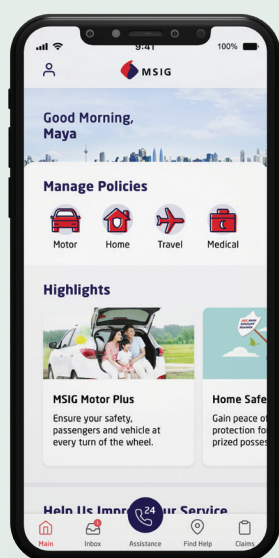 9:41
100%
MSIG
Good Morning,
Maya
Manage Policies
Motor Home Travel Medical
Highlights
MSIG Motor Plus
Ensure your safety,
passengers and vehicle at
every turn of the wheel.
Home Safe
Gain peace of
protection fo
prized posses
Help Us Impr ur Service
24
Main Inbox Assistance Find Help Claims